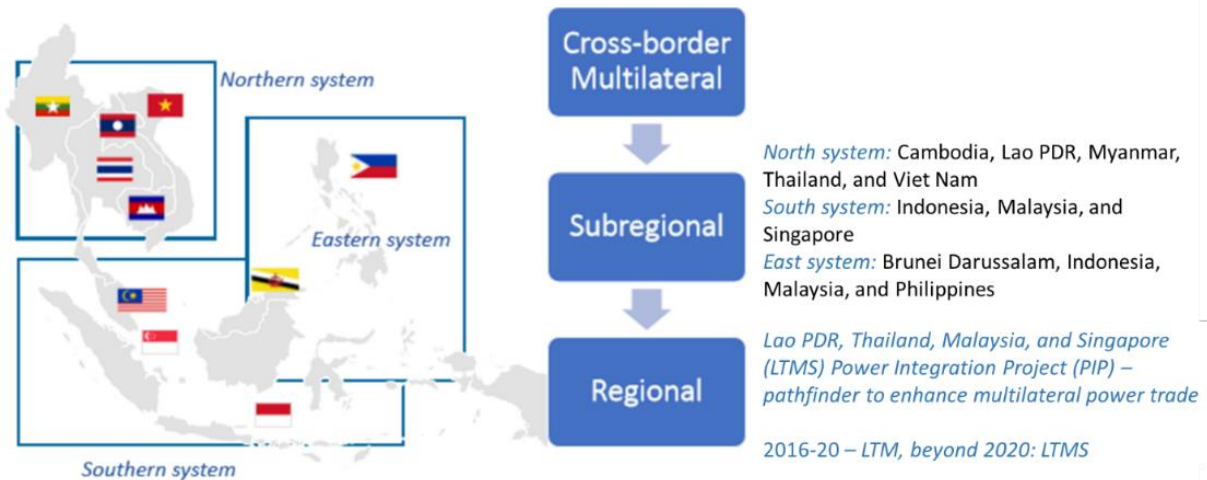 Northern system
Eastern system
Southern system
Cross-border
Multilateral
Subregional
Regional
North system: Cambodia, Lao PDR, Myanmar,
Thailand, and Viet Nam
South system: Indonesia, Malaysia, and
Singapore
East system: Brunei Darussalam, Indonesia,
Malaysia, and Philippines
Lao PDR, Thailand, Malaysia, and Singapore
(LTMS) Power Integration Project (PIP) –
pathfinder to enhance multilateral power trade
2016-20 – LTM, beyond 2020: LTMS